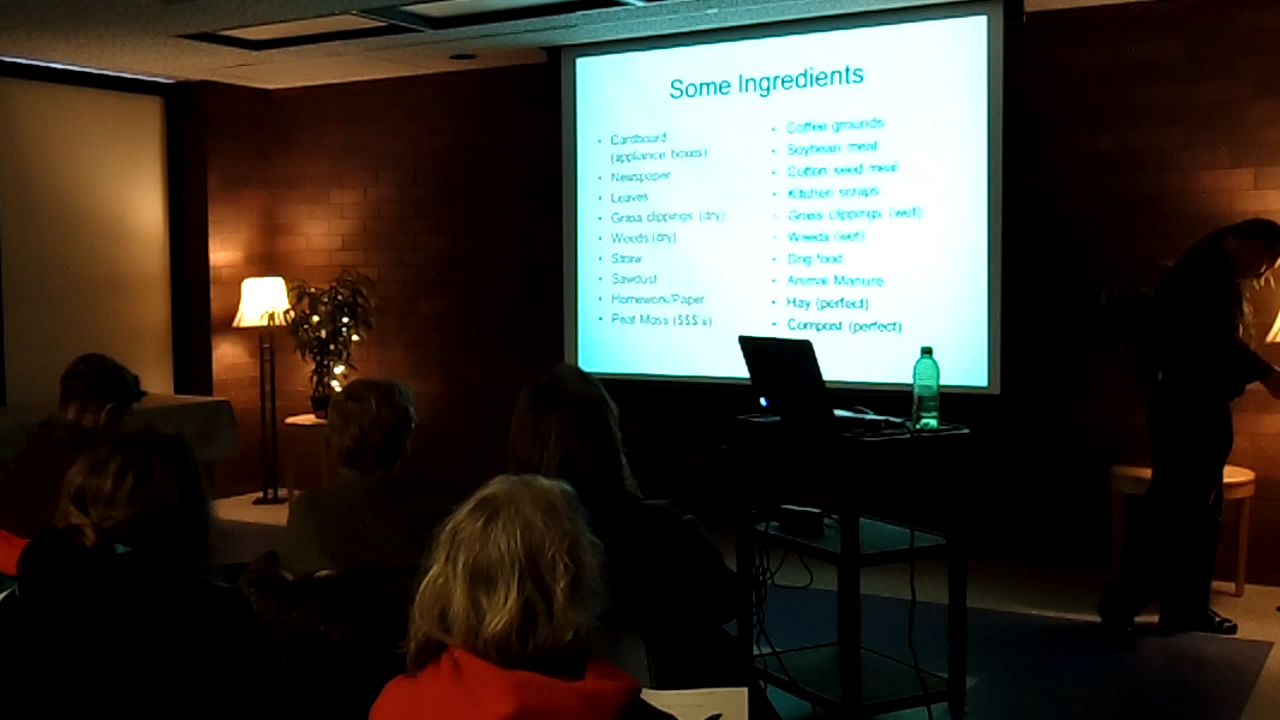 Some Ingredients
Cardboard
(appliance boxes)
Newspaper
Leaves
Grass clippings (dry)
Weeds (dry)
Straw
Sawdust
Homework/Paper
Peat Moss ($$$'s)
Coffee grounds
Soybean meal
Cotton seed meal
Kitchen scraps
Grass clippings (wet)
Weeds (wet)
Dog food
Animal Manure
Hay (perfect)
Compost (perfect)